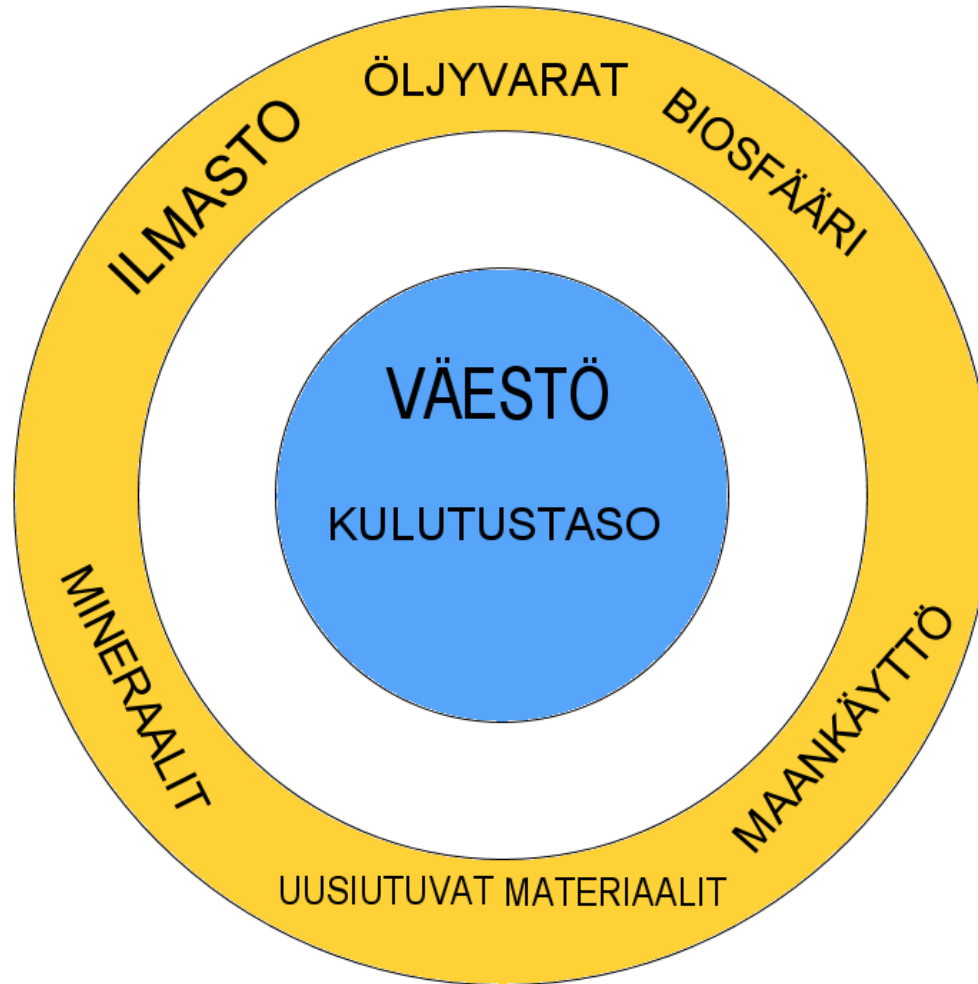 ÖLJYVARAT
BIOSFÄÄRI
ILMASTO
VÄESTÖ
KULUTUSTASO
MINERAALIT
MAANKÄYTTÖ
UUSIUTUVAT MATERIAALIT